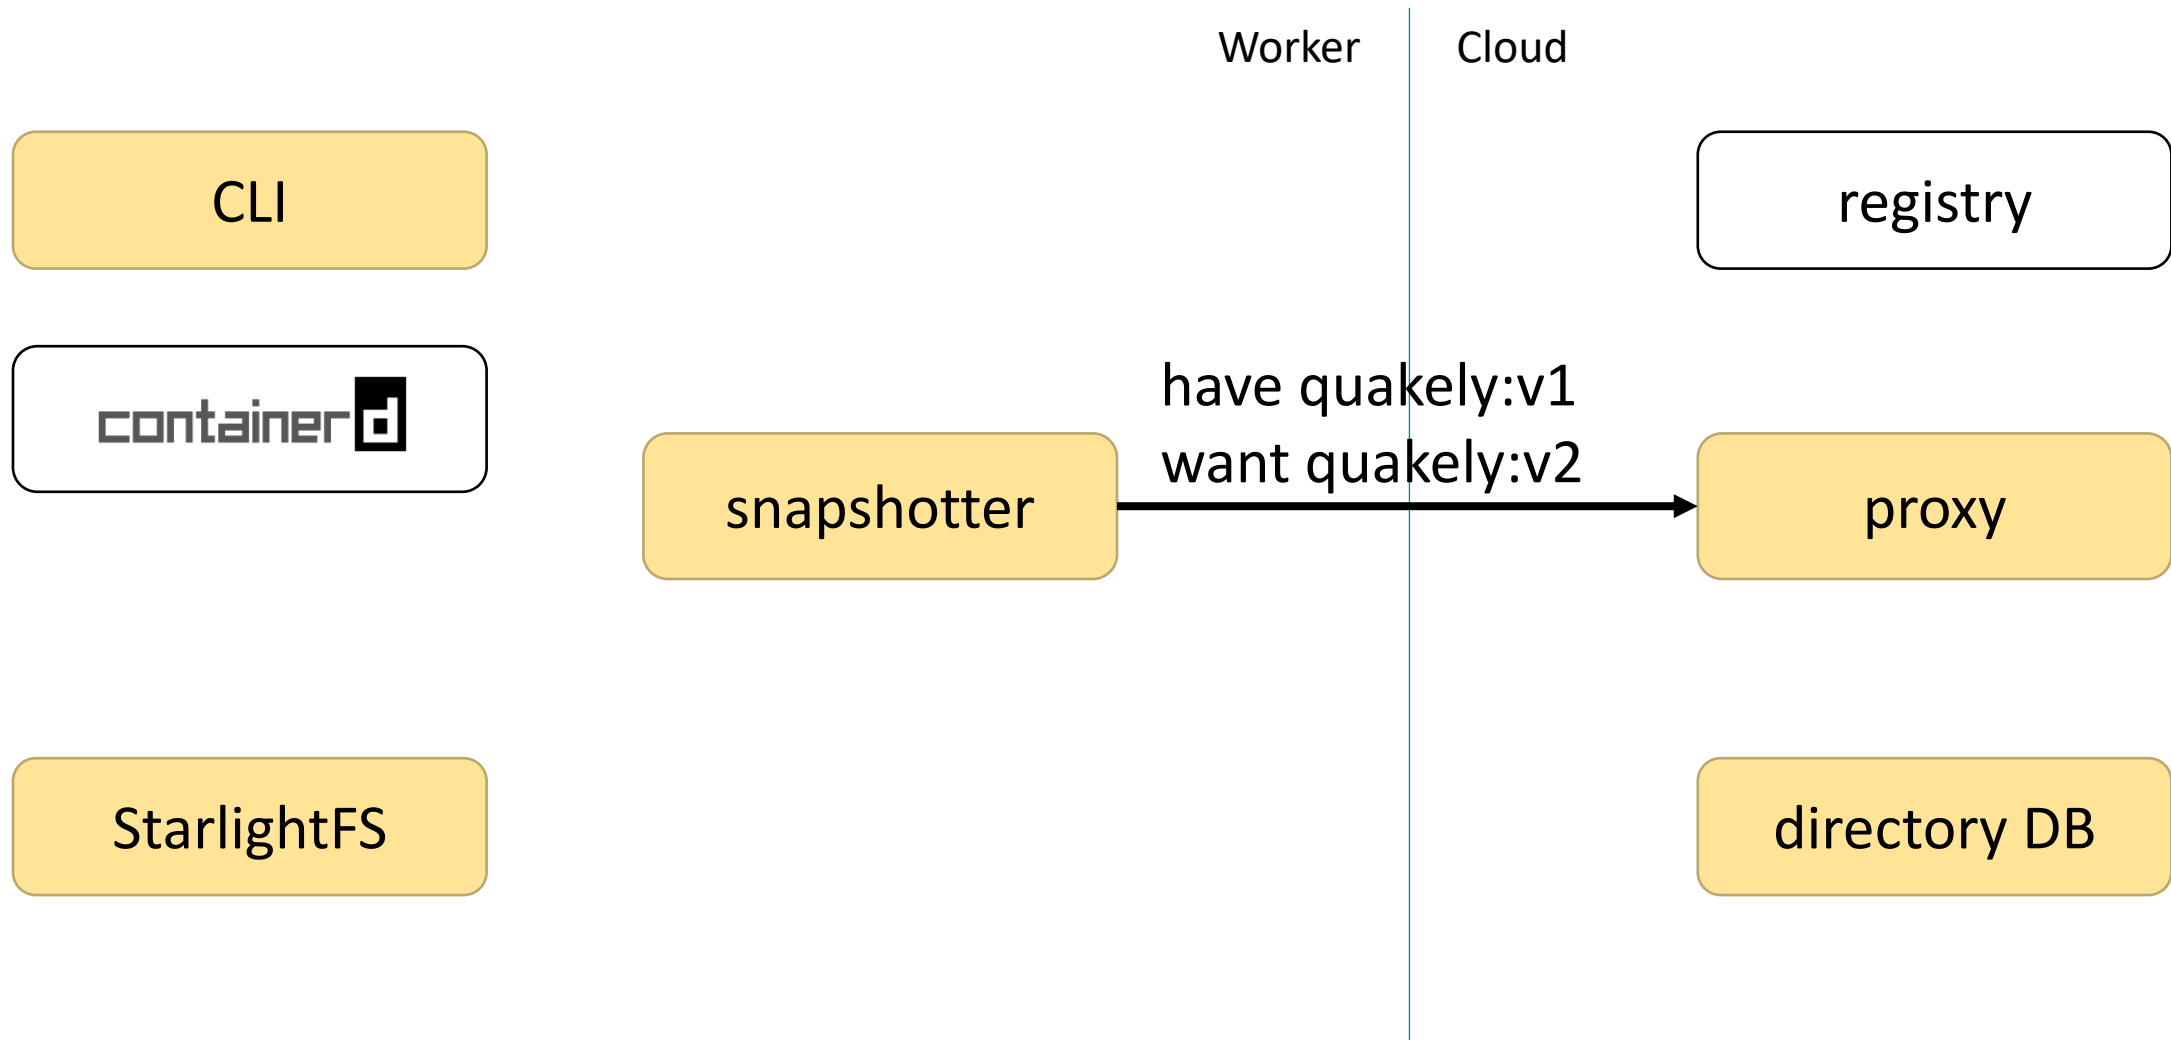 Worker
Cloud
CLI
registry
containerd
have quakely:v1
want quakely:v2
snapshotter
proxy
StarlightFS
directory DB